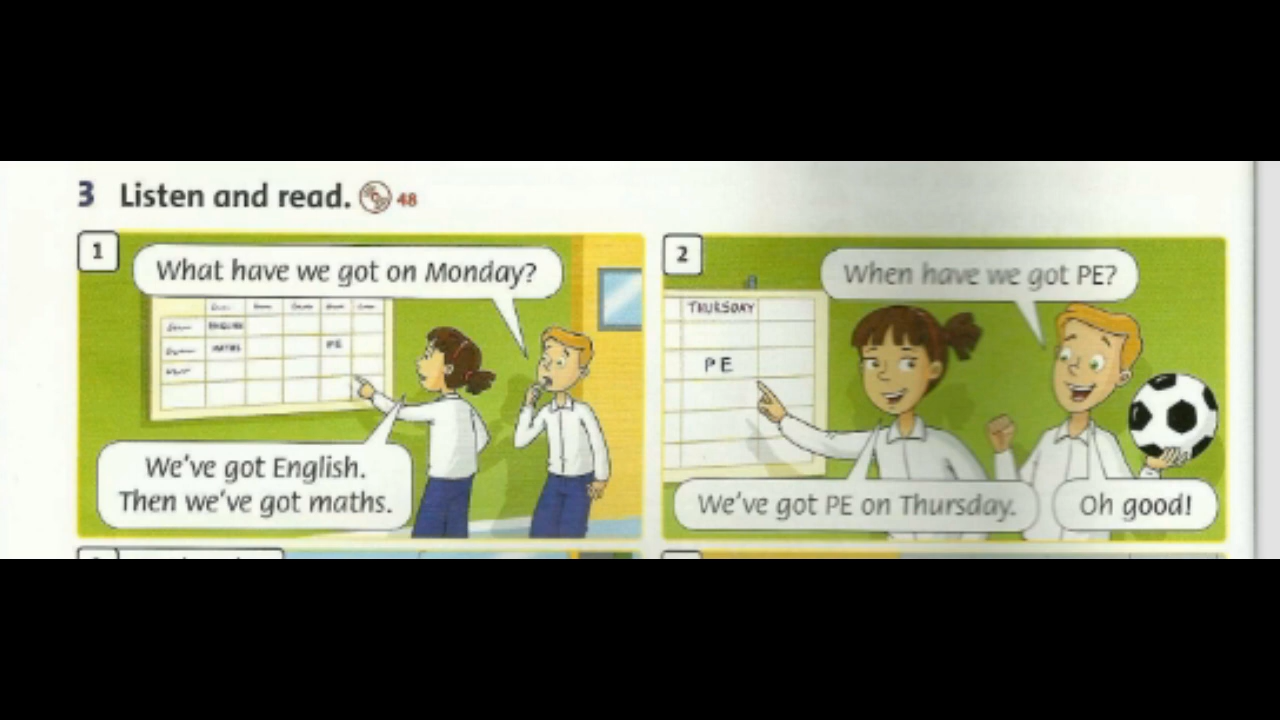 3 Listen and read. 48
1
What have we got on Monday?
ENGLISH
MATHS PE
We've got English.
Then we've got maths.
2
When have we got PE?
THURSDAY
PE
We've got PE on Thursday.
Oh good!